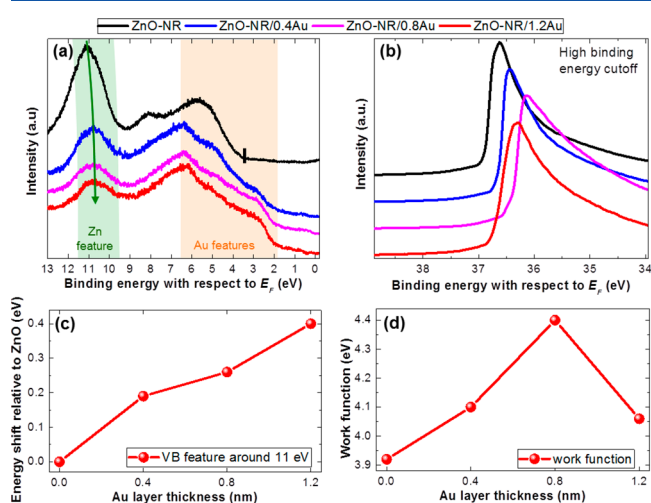 ZnO-NR ZnO-NR/0.4Au ZnO-NR/0.8Au ZnO-NR/1.2Au
(a)
Zn
feature
Au features
Intensity (a.u)
13 12 11 10 9 8 7 6 5 4 3 2 1 0
Binding energy with respect to E_F (eV)
(b)
High binding
energy cutoff
Intensity (a.u)
38 37 36 35 34
Binding energy with respect to E_F (eV)
(c)
Energy shift relative to ZnO (eV)
0.4
0.3
0.2
0.1
0.0
VB feature around 11 eV
0.0 0.4 0.8 1.2
Au layer thickness (nm)
(d)
Work function (eV)
4.4
4.3
4.2
4.1
4.0
3.9
work function
0.0 0.4 0.8 1.2
Au layer thickness (nm)